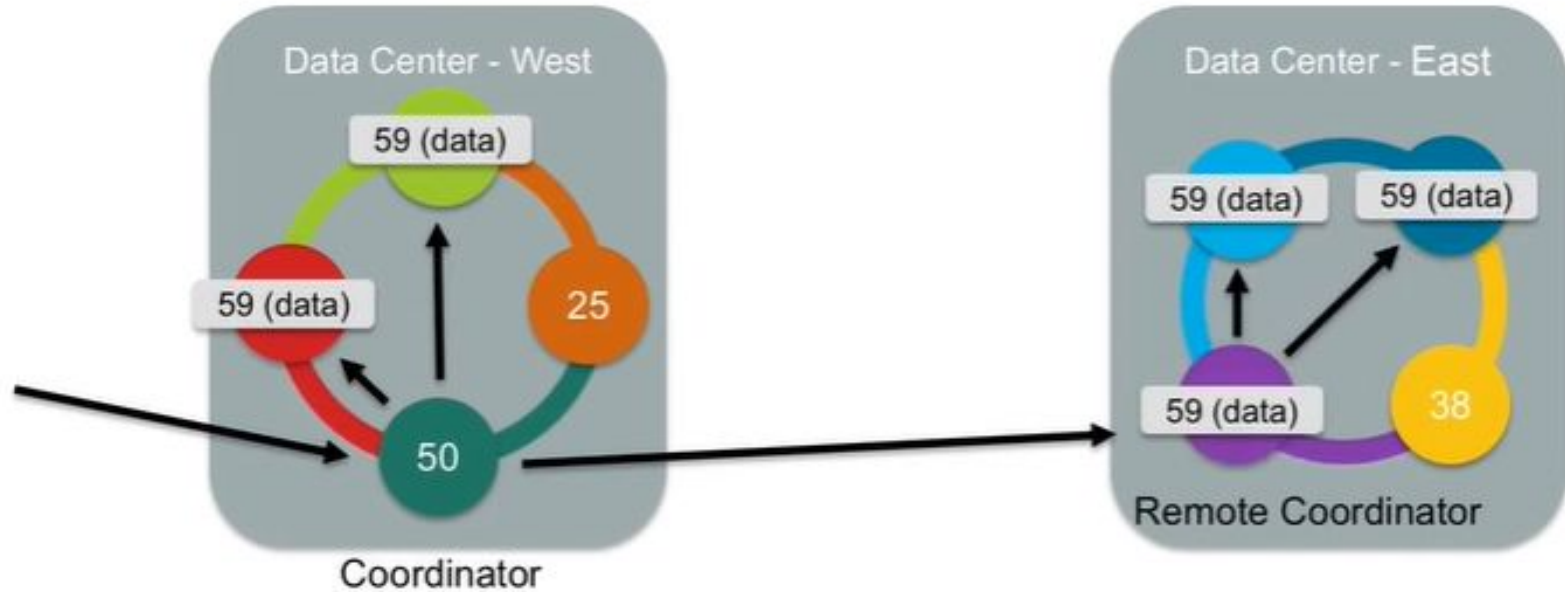 Data Center - West
59 (data)
59 (data)
25
50
Coordinator
Data Center - East
59 (data)
59 (data)
59 (data)
38
Remote Coordinator